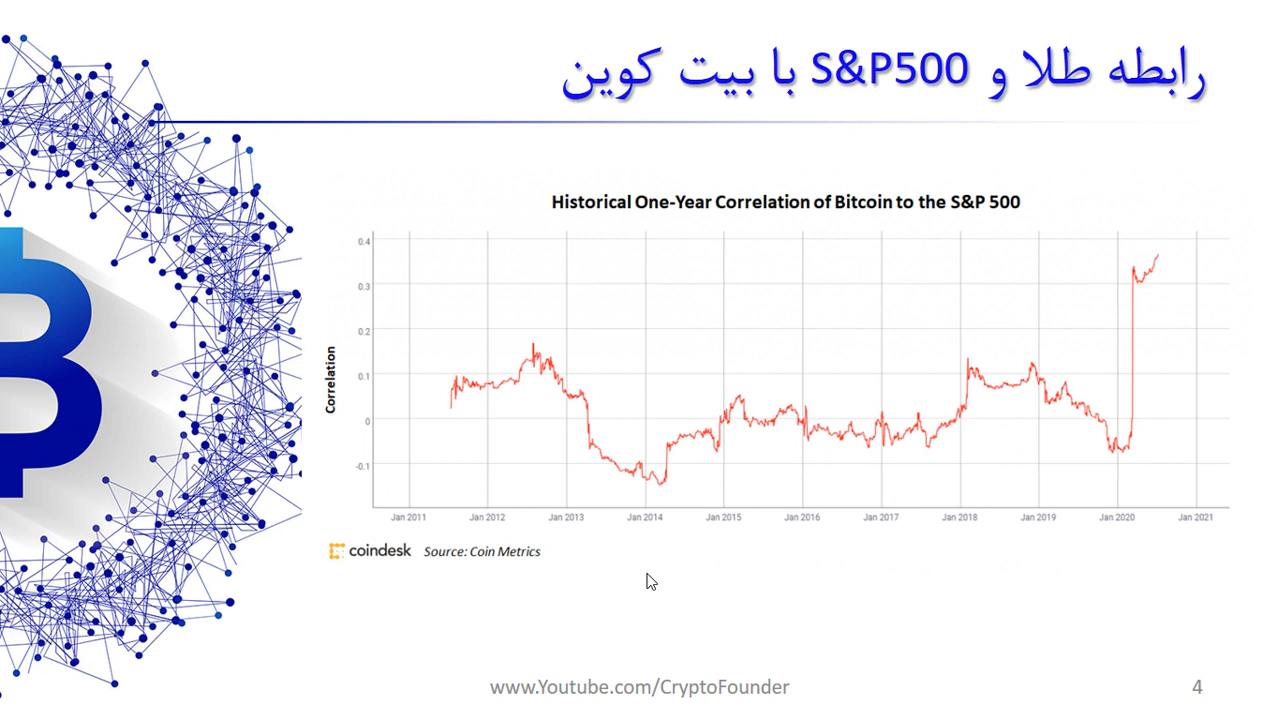 رابطه طلا و S&P500 با بیت کوین
Historical One-Year Correlation of Bitcoin to the S&P 500
Correlation
0.4
0.3
0.2
0.1
0
-0.1
Jan 2011 Jan 2012 Jan 2013 Jan 2014 Jan 2015 Jan 2016 Jan 2017 Jan 2018 Jan 2019 Jan 2020 Jan 2021
coindesk Source: Coin Metrics
www.Youtube.com/CryptoFounder 4